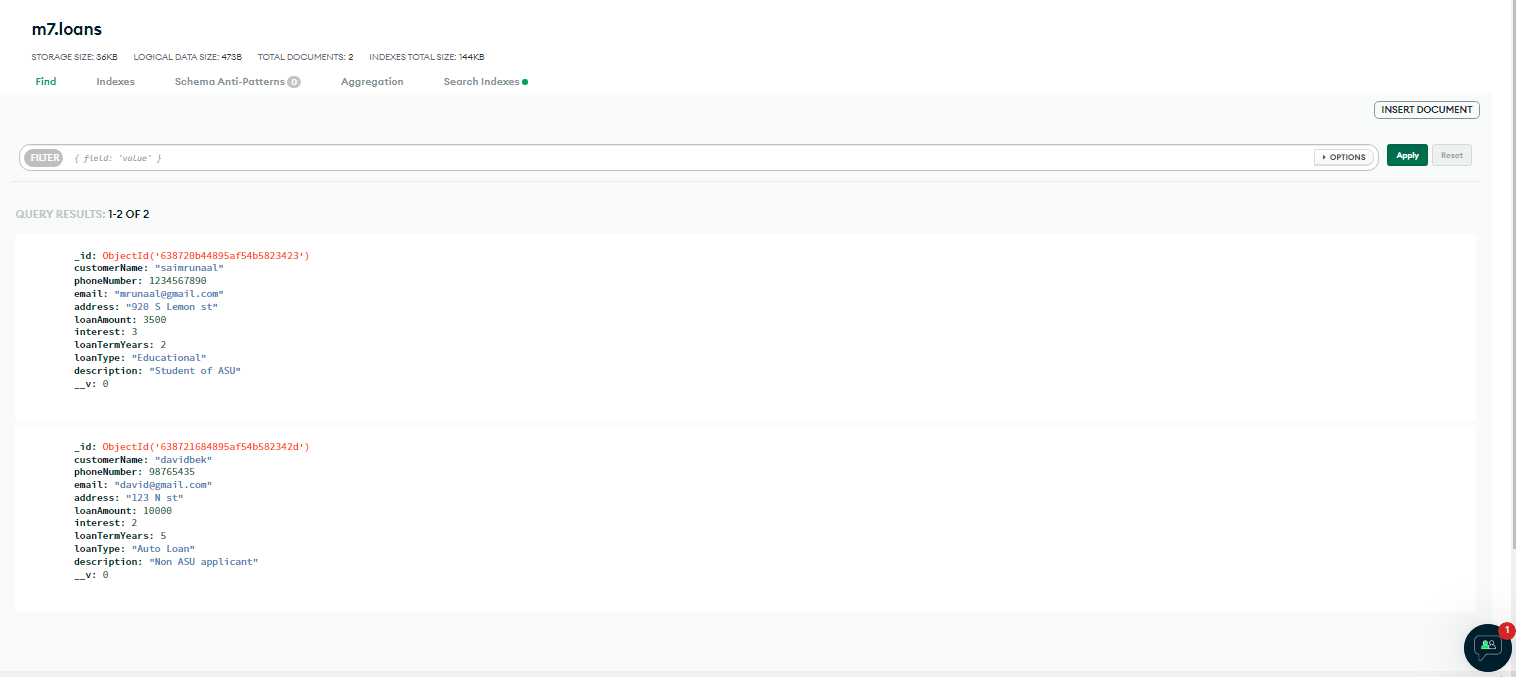 m7.loans
STORAGE SIZE: 36KB LOGICAL DATA SIZE: 473B TOTAL DOCUMENTS: 2 INDEXES TOTAL SIZE: 144KB
Find Indexes Schema Anti-Patterns 0 Aggregation Search Indexes
INSERT DOCUMENT
FILTER { field: 'value' } OPTIONS Apply Reset
QUERY RESULTS: 1-2 OF 2
_id: ObjectId('638720b44895af54b5823423')
customerName: "saimrunaal"
phoneNumber: 1234567890
email: "mrunaal@gmail.com"
address: "920 S Lemon st"
loanAmount: 3500
interest: 3
loanTermYears: 2
loanType: "Educational"
description: "Student of ASU"
__v: 0
_id: ObjectId('638721684895af54b582342d')
customerName: "davidbek"
phoneNumber: 98765435
email: "david@gmail.com"
address: "123 N st"
loanAmount: 10000
interest: 2
loanTermYears: 5
loanType: "Auto Loan"
description: "Non ASU applicant"
__v: 0
1